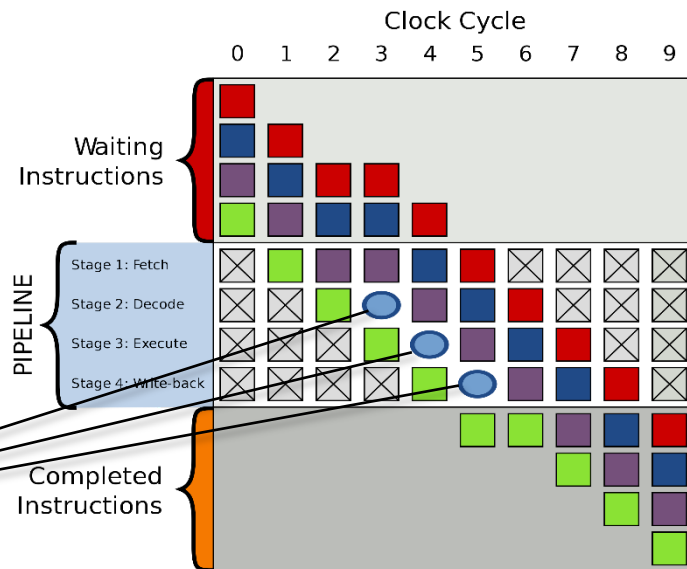 Clock Cycle
0 1 2 3 4 5 6 7 8 9
Waiting
Instructions
PIPELINE
Stage 1: Fetch
Stage 2: Decode
Stage 3: Execute
Stage 4: Write-back
Completed
Instructions